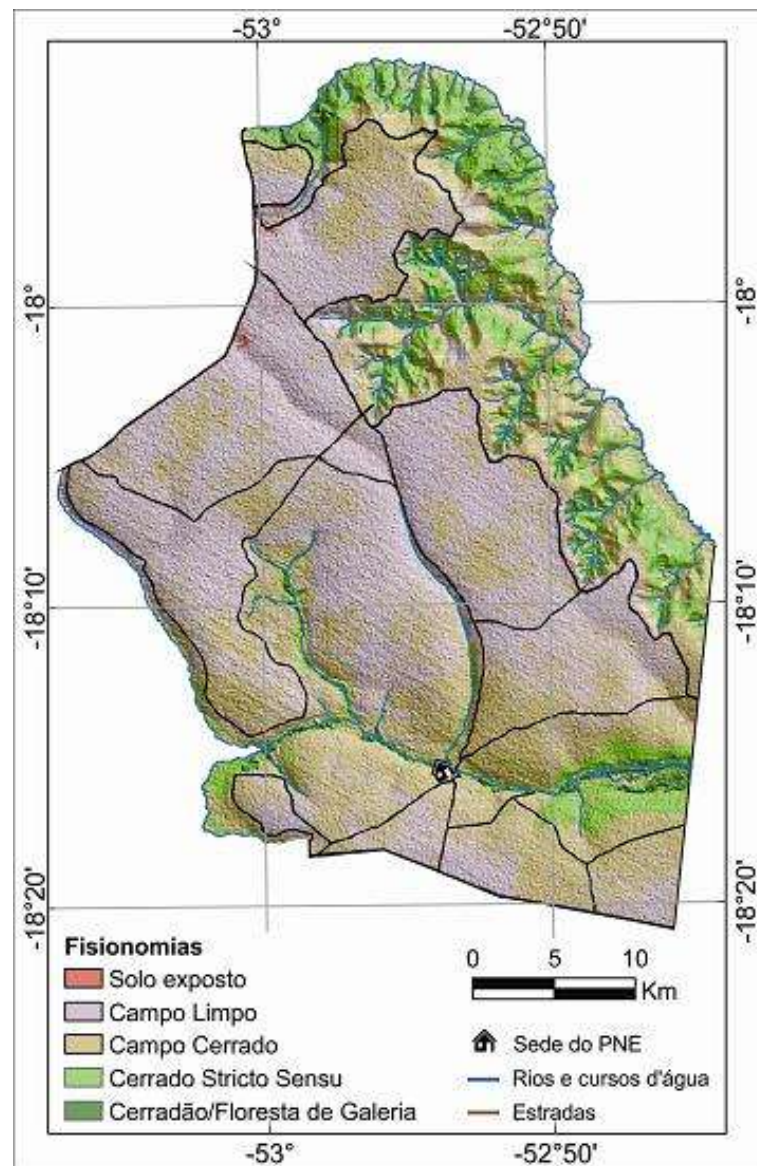 -53° -52°50'
-18° -18°
-18°10' -18°10'
-18°20' -18°20'
Fisionomias
Solo exposto
Campo Limpo
Campo Cerrado
Cerrado Stricto Sensu
Cerradão/Floresta de Galeria
0 5 10
Km
Sede do PNE
Rios e cursos d'água
Estradas
-53° -52°50'